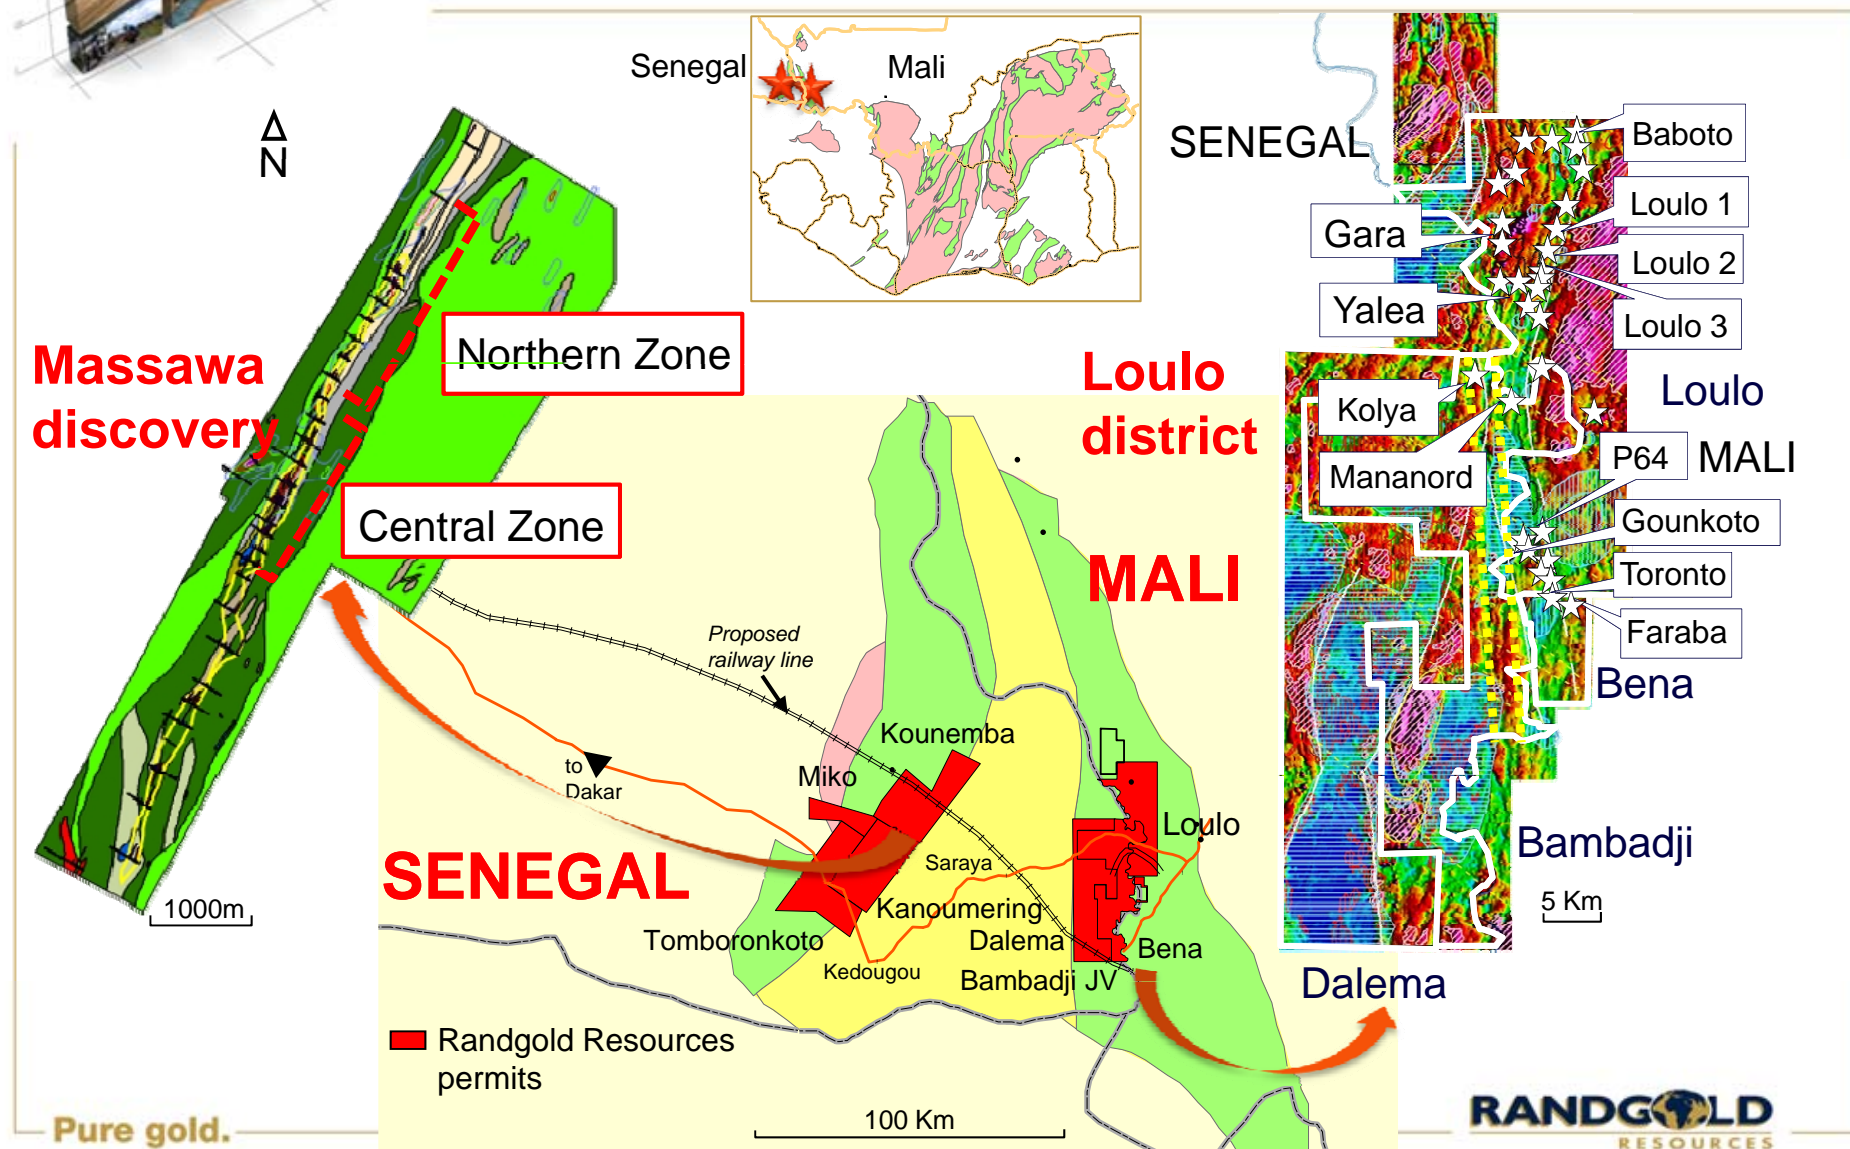 Senegal
Mali
N
SENEGAL
Baboto
Loulo 1
Gara
Loulo 2
Yalea
Loulo 3
Northern Zone
Massawa
discovery
Loulo
district
Kolya
Loulo
P64
MALI
Mananord
Central Zone
Gounkoto
MALI
Toronto
Proposed
railway line
Faraba
Bena
Kounemba
to
Dakar
Miko
Loulo
Bambadji
SENEGAL
Saraya
1000m
5 Km
Kanoumering
Tomboronkoto
Dalema
Bena
Kedougou
Bambadji JV
Dalema
Randgold Resources
permits
100 Km
Pure gold.
RANDGOLD
RESOURCES